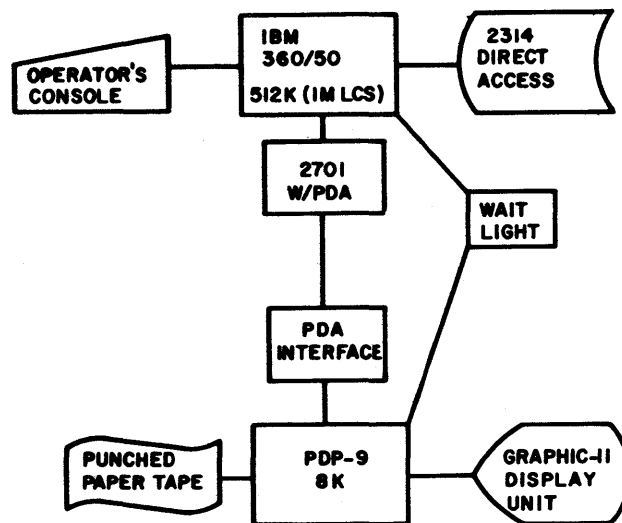 OPERATOR'S
CONSOLE
IBM
360/50
512K (1M LCS)
2314
DIRECT
ACCESS
2701
W/PDA
WAIT
LIGHT
PDA
INTERFACE
PUNCHED
PAPER TAPE
PDP-9
8K
GRAPHIC-II
DISPLAY
UNIT